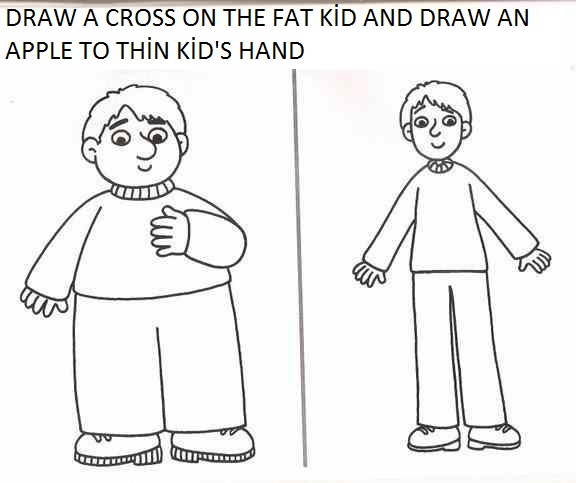 DRAW A CROSS ON THE FAT KİD AND DRAW AN
APPLE TO THİN KİD'S HAND